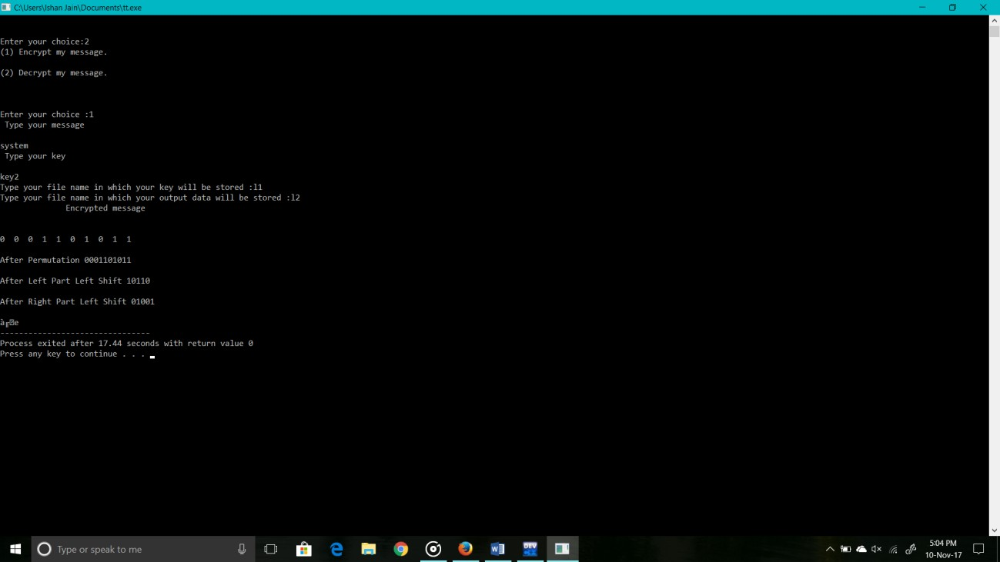 C:\Users\Ishan Jain\Documents\tt.exe
Enter your choice:2
(1) Encrypt my message.
(2) Decrypt my message.
Enter your choice :1
Type your message
system
Type your key
key2
Type your file name in which your key will be stored :l1
Type your file name in which your output data will be stored :l2
Encrypted message
0 0 0 1 1 0 1 0 1 1
After Permutation 0001101011
After Left Part Left Shift 10110
After Right Part Left Shift 01001
--------------------------------
Process exited after 17.44 seconds with return value 0
Press any key to continue . . .
Type or speak to me
DEV
5:04 PM
10-Nov-17